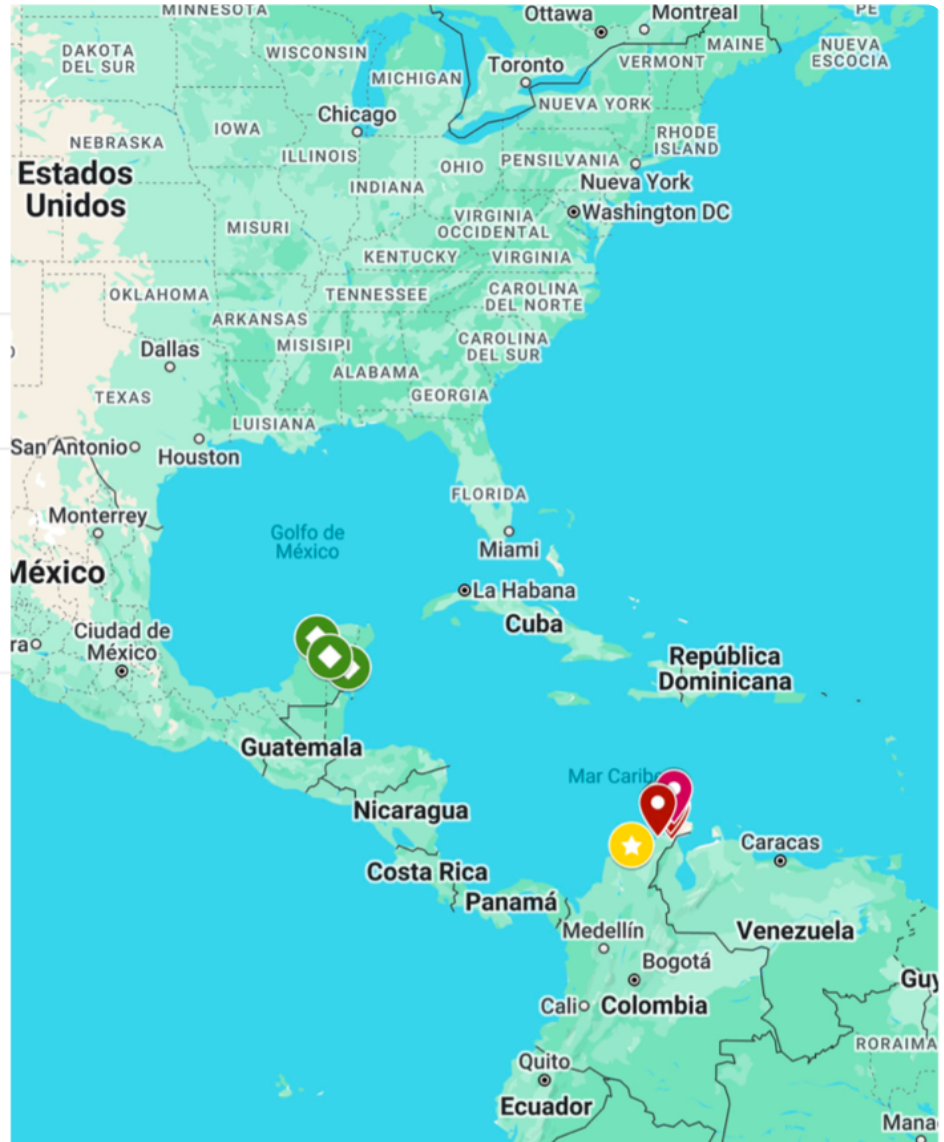 MINNESOTA
Ottawa
Montreal
PE
DAKOTA
DEL SUR
WISCONSIN
MICHIGAN
Toronto
VERMONT
MAINE
NUEVA
ESCOCIA
NUEVA YORK
Chicago
NEBRASKA
IOWA
ILLINOIS
INDIANA
OHIO
PENSILVANIA
RHODE
ISLAND
Nueva York
Estados
Unidos
MISURI
VIRGINIA
OCCIDENTAL
Washington DC
KENTUCKY
VIRGINIA
OKLAHOMA
TENNESSEE
CAROLINA
DEL NORTE
ARKANSAS
MISISIPI
CAROLINA
DEL SUR
Dallas
ALABAMA
TEXAS
GEORGIA
LUISIANA
San Antonio
Houston
FLORIDA
Monterrey
Golfo de
México
Miami
México
La Habana
Cuba
ra
Ciudad de
México
República
Dominicana
Guatemala
Mar Caribe
Nicaragua
Costa Rica
Caracas
Panamá
Medellín
Venezuela
Bogotá
Guy
Cali
Colombia
RORAIMA
Quito
Ecuador
Mana